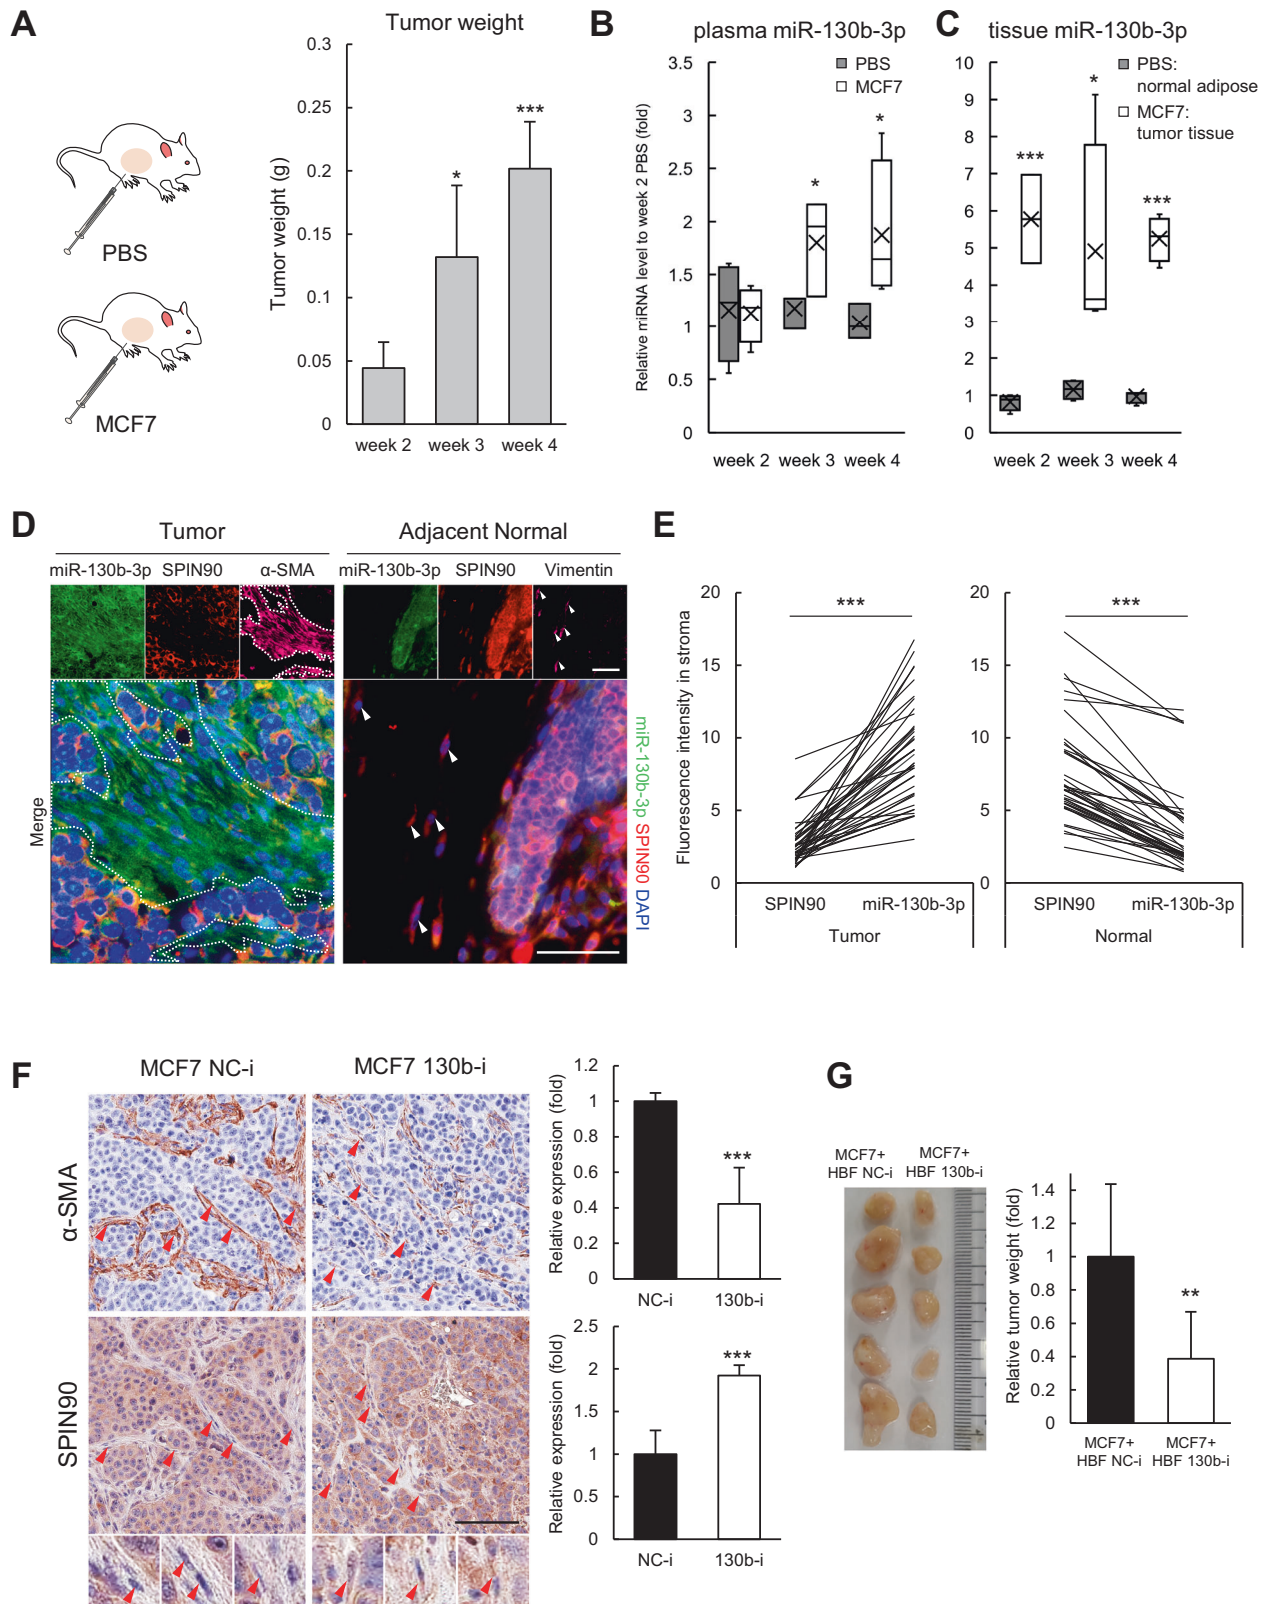 A
Tumor weight
0.3
0.25
0.2
0.15
0.1
0.05
0
Tumor weight (g)
*
***
week 2
week 3
week 4
PBS
MCF7
B
plasma miR-130b-3p
PBS
MCF7
3.5
3
2.5
2
1.5
1
0.5
0
Relative miRNA level to week 2 PBS (fold)
*
*
week 2
week 3
week 4
C
tissue miR-130b-3p
PBS:
normal adipose
MCF7:
tumor tissue
10
9
8
7
6
5
4
3
2
1
0
***
*
***
week 2
week 3
week 4
D
Tumor
Adjacent Normal
miR-130b-3p
SPIN90
α-SMA
miR-130b-3p
SPIN90
Vimentin
Merge
miR-130b-3p SPIN90 DAPI
E
Fluorescence intensity in stroma
20
15
10
5
0
***
SPIN90
miR-130b-3p
Tumor
20
15
10
5
0
***
SPIN90
miR-130b-3p
Normal
F
MCF7 NC-i
MCF7 130b-i
α-SMA
SPIN90
Relative expression (fold)
1.2
1
0.8
0.6
0.4
0.2
0
***
NC-i
130b-i
Relative expression (fold)
2.5
2
1.5
1
0.5
0
***
NC-i
130b-i
G
MCF7+
HBF NC-i
MCF7+
HBF 130b-i
Relative tumor weight (fold)
1.4
1.2
1
0.8
0.6
0.4
0.2
0
**
MCF7+
HBF NC-i
MCF7+
HBF 130b-i